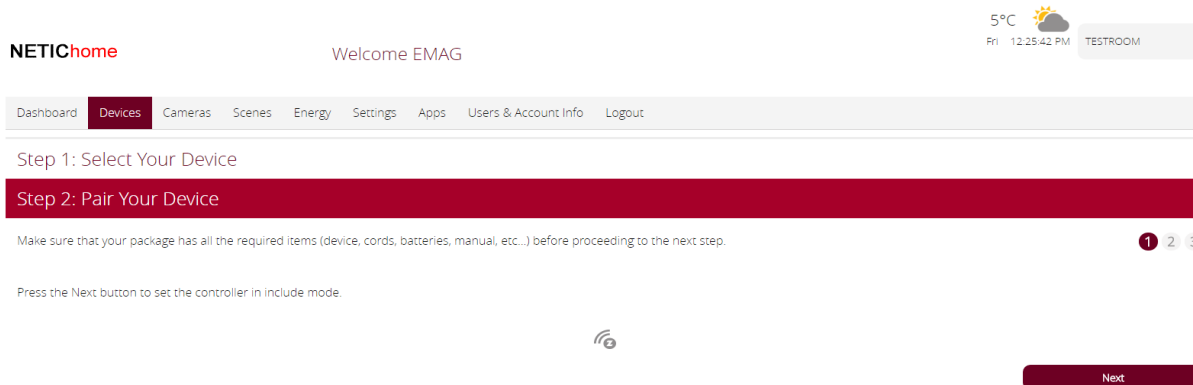 5°C
NETIChome
Welcome EMAG
Fri 12:25:42 PM
TESTROOM
Dashboard Devices Cameras Scenes Energy Settings Apps Users & Account Info Logout
Step 1: Select Your Device
Step 2: Pair Your Device
Make sure that your package has all the required items (device, cords, batteries, manual, etc...) before proceeding to the next step.
1 2 3
Press the Next button to set the controller in include mode.
Next